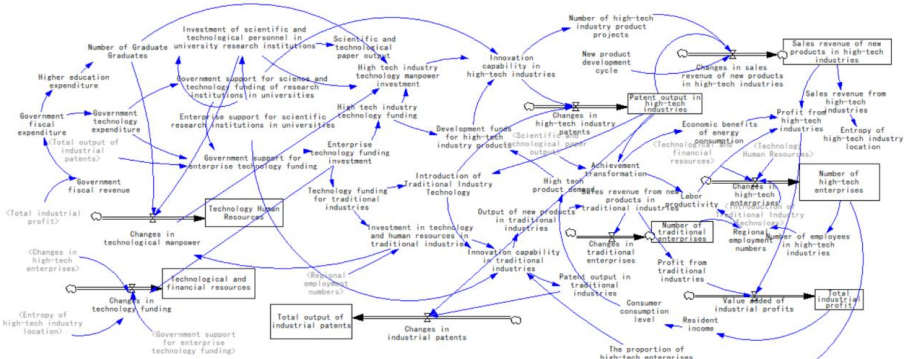 Number of Graduate
Graduates
Investment of scientific and
technological personnel in
university research institutions
Scientific and
technological
paper output
High tech industry
technology manpower
investment
Innovation
capability in
high-tech industries
Number of high-tech
industry product
projects
New product
development
cycle
Changes in sales
revenue of new products
in high-tech industries
Sales revenue of new
products in high-tech
industries
Higher education
expenditure
Government support for science and
technology funding of research
institutions in universities
High tech industry
technology funding
Changes in
high-tech industry
patents
Patent output in
high-tech
industries
Sales revenue from
high-tech
industries
Government
fiscal
expenditure
Government
technology
expenditure
Enterprise support for scientific
research institutions in universities
Development funds
for high-tech
industry products
<Scientific and
technological paper
output>
Economic benefits
of energy
consumption
Profit from
high-tech
industries
Entropy of
high-tech industry
location
<Total output of
industrial
patents>
Government support for
enterprise technology funding
Enterprise
technology funding
investment
<Technological and
financial
resources>
<Technology
Human Resources>
Government
fiscal revenue
Introduction of
Traditional Industry
Technology
Achievement
transformation
Number of
high-tech
enterprises
Technology funding
for traditional
industries
High tech
product demand
Sales revenue from new
products in
traditional industries
Labor
productivity
Changes in
high-tech
enterprises
<Introduction of
Traditional Industry
Technology>
<Total industrial
profit>
Technology Human
Resources
Changes in
technological manpower
Investment in technology
and human resources in
traditional industries
Output of new products
in traditional
industries
Number of
traditional
enterprises
Regional
employment
numbers
Number of employees
in high-tech
industries
<Changes in
high-tech
enterprises>
Innovation capability
in traditional
industries
Changes in
traditional
enterprises
Technological and
financial resources
<Regional
employment
numbers>
Patent output in
traditional
industries
Profit from
traditional
industries
Changes in
technology funding
Consumer
consumption
level
Value added of
industrial profits
Total
industrial
profit
<Entropy of
high-tech industry
location>
<Government support
for enterprise
technology funding>
Total output of
industrial patents
Changes in
industrial patents
Resident
income
The proportion of
high-tech enterprises